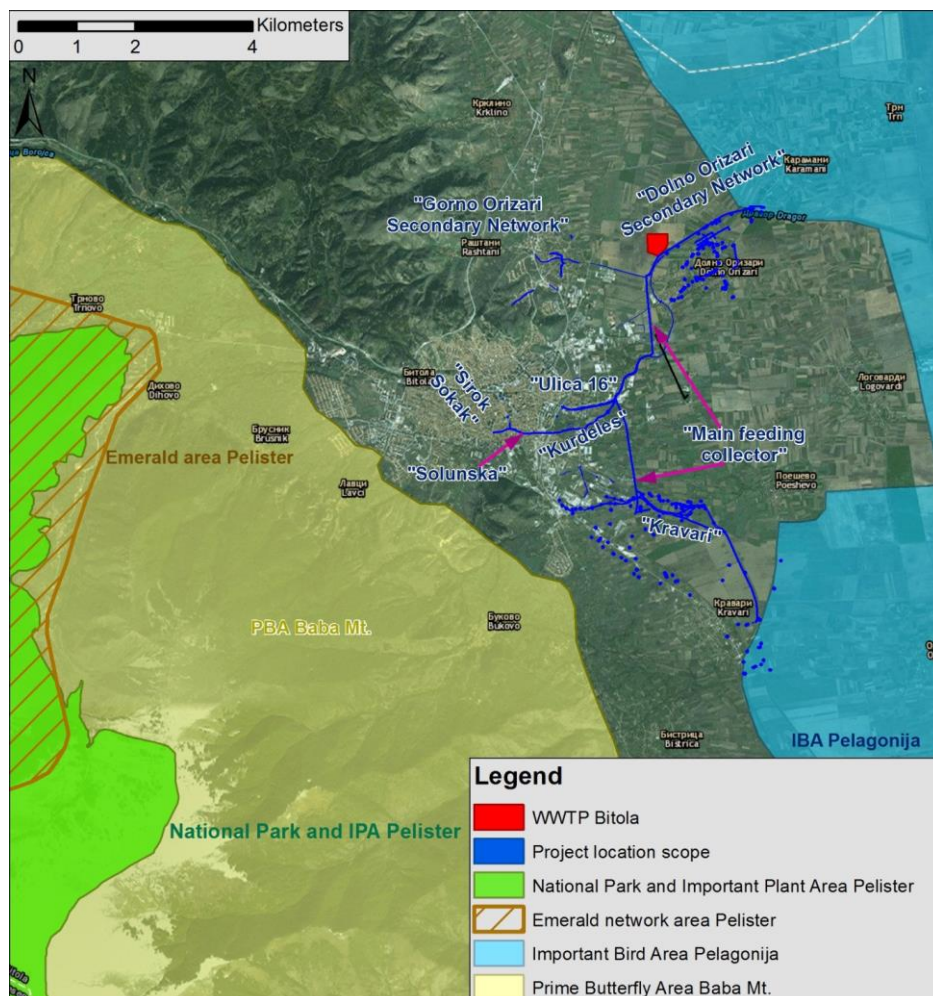 Kilometers
0 1 2 4
N
Крклино
Krklino
Трн
Trn
Карамани
Karamani
"Dolno Orizari
Secondary Network"
Драгор Dragor
"Gorno Orizari
Secondary Network"
Раштани
Rashtani
Долно Оризари
Dolno Orizari
Трново
Trnovo
Битола
Bitola
"Sirok
Sokak"
"Ulica 16"
Логоварди
Logovardi
Дихово
Dihovo
Брусник
Brusnik
"Kurdeles"
"Main feeding
collector"
Emerald area Pelister
"Solunska"
Лавци
Lavci
Поешево
Poeshevo
"Kravari"
Кравари
Kravari
Буково
Bukovo
PBA Baba Mt.
Бистрица
Bistrica
IBA Pelagonija
National Park and IPA Pelister
Legend
WWTP Bitola
Project location scope
National Park and Important Plant Area Pelister
Emerald network area Pelister
Important Bird Area Pelagonija
Prime Butterfly Area Baba Mt.